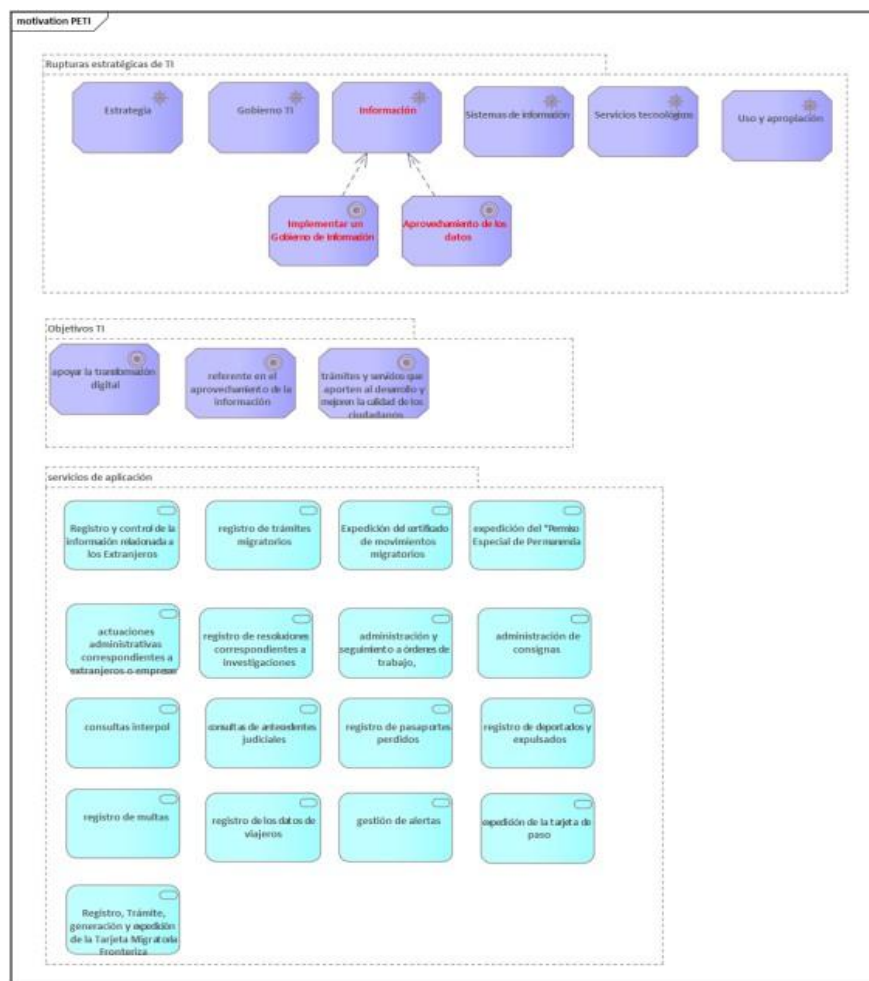 motivation PETI
Rupturas estratégicas de TI
Estrategia
Gobierno TI
Información
Sistemas de información
Servicios tecnológicos
Uso y apropiación
Implementar un
Gobierno de Información
Aprovechamiento de los
datos
Objetivos TI
apoyar la transformación
digital
referente en el
aprovechamiento de la
información
trámites y servicios que
aporten al desarrollo y
mejoren la calidad de los
ciudadanos
servicios de aplicación
Registro y control de la
información relacionada a
los Extranjeros
registro de trámites
migratorios
Expedición del certificado
de movimientos
migratorios
expedición del "Permiso
Especial de Permanencia
actuaciones
administrativas
correspondientes a
extranjeros o empresas
registro de resoluciones
correspondientes a
investigaciones
administración y
seguimiento a órdenes de
trabajo,
administración de
consignas
consultas interpol
consultas de antecedentes
judiciales
registro de pasaportes
perdidos
registro de deportados y
expulsados
registro de multas
registro de los datos de
viajeros
gestión de alertas
expedición de la tarjeta de
paso
Registro, Trámite,
generación y expedición
de la Tarjeta Migratoria
Fronteriza